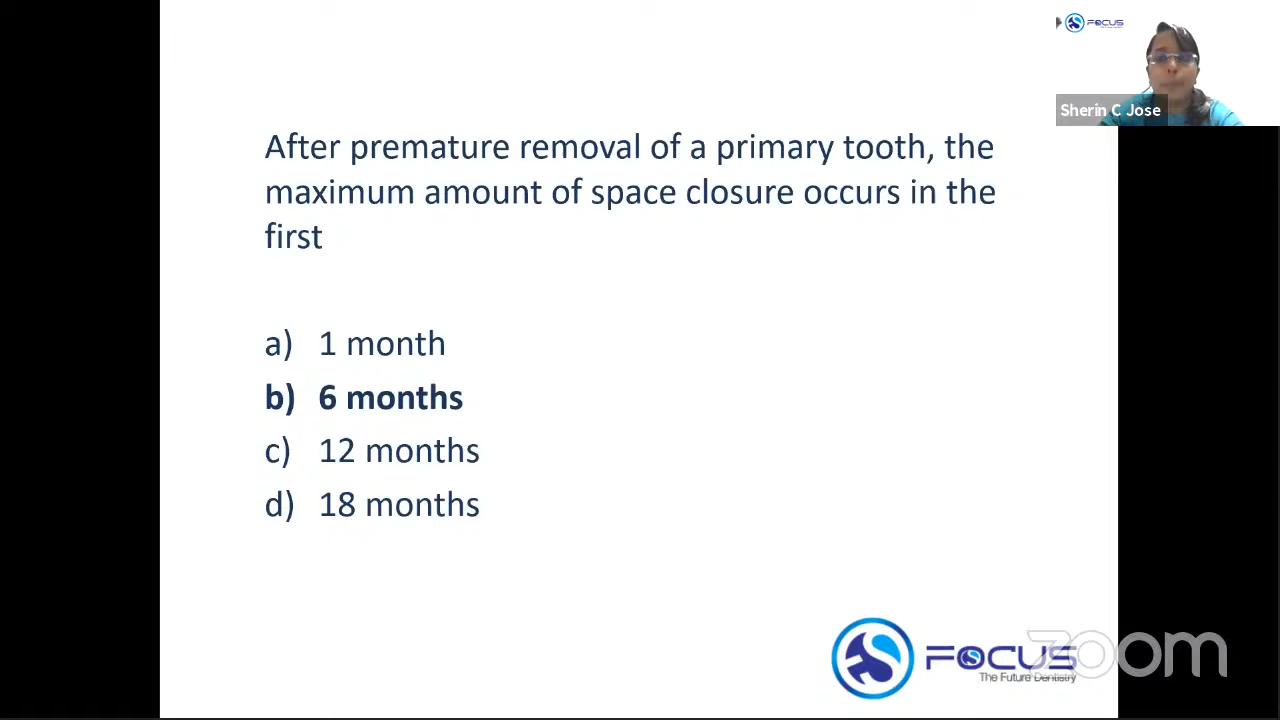 FOCUS
Sherin C Jose
After premature removal of a primary tooth, the
maximum amount of space closure occurs in the
first
a) 1 month
b) 6 months
c) 12 months
d) 18 months
FOCUS
The Future Dentistry
zoom